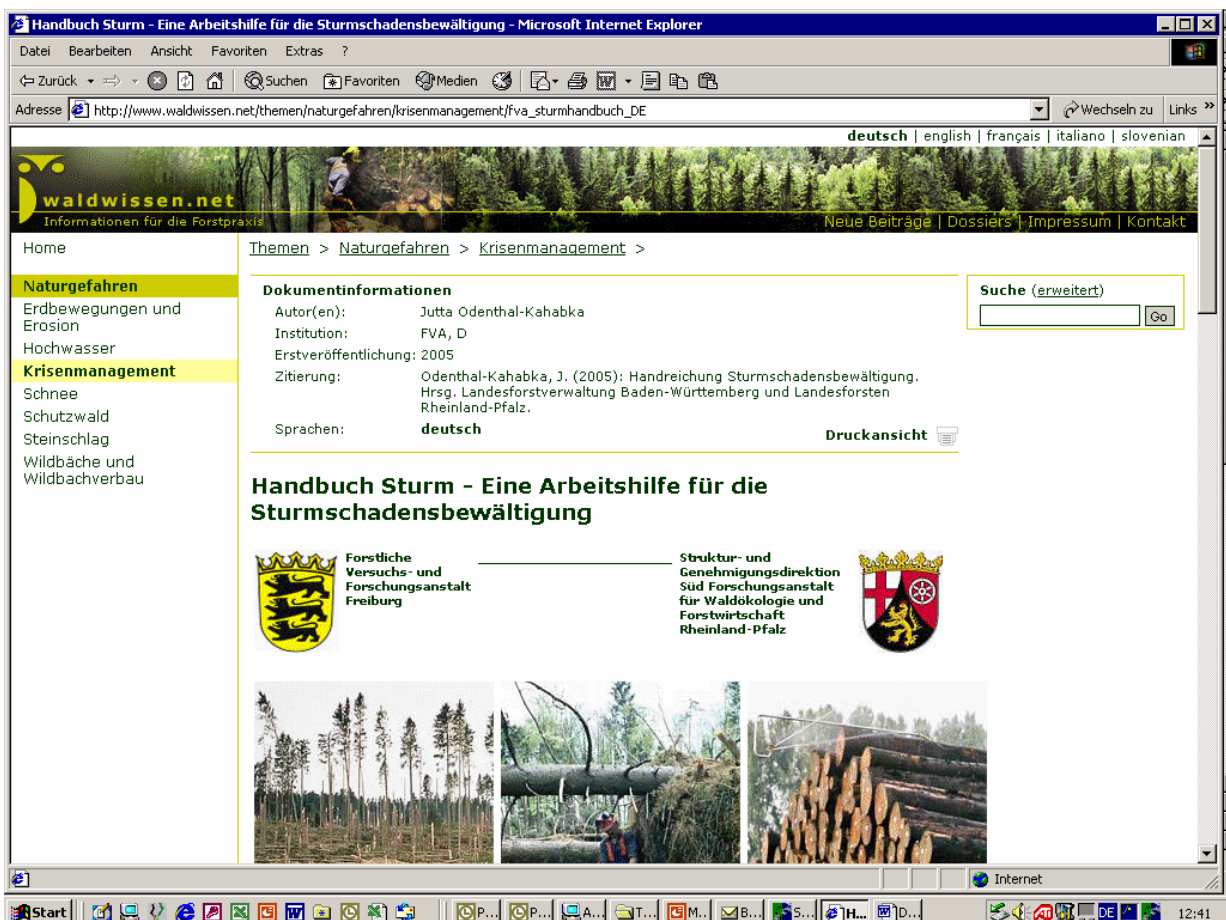 Handbuch Sturm - Eine Arbeitshilfe für die Sturmschadensbewältigung - Microsoft Internet Explorer
Datei Bearbeiten Ansicht Favoriten Extras ?
Zurück Suchen Favoriten Medien
Adresse http://www.waldwissen.net/themen/naturgefahren/krisenmanagement/fva_sturmhandbuch_DE Wechseln zu Links »
deutsch | english | français | italiano | slovenian
waldwissen.net
Informationen für die Forstpraxis
Neue Beiträge | Dossiers | Impressum | Kontakt
Home
Naturgefahren
Erdbewegungen und
Erosion
Hochwasser
Krisenmanagement
Schnee
Schutzwald
Steinschlag
Wildbäche und
Wildbachverbau
Themen > Naturgefahren > Krisenmanagement >
Dokumentinformationen
Autor(en): Jutta Odenthal-Kahabka
Institution: FVA, D
Erstveröffentlichung: 2005
Zitierung: Odenthal-Kahabka, J. (2005): Handreichung Sturmschadensbewältigung.
Hrsg. Landesforstverwaltung Baden-Württemberg und Landesforsten
Rheinland-Pfalz.
Sprachen: deutsch
Druckansicht
Suche (erweitert)
Go
Handbuch Sturm - Eine Arbeitshilfe für die
Sturmschadensbewältigung
Forstliche
Versuchs- und
Forschungsanstalt
Freiburg
Struktur- und
Genehmigungsdirektion
Süd Forschungsanstalt
für Waldökologie und
Forstwirtschaft
Rheinland-Pfalz
Internet
Start P... P... A... T... M... B... S... H... D... DE 12:41